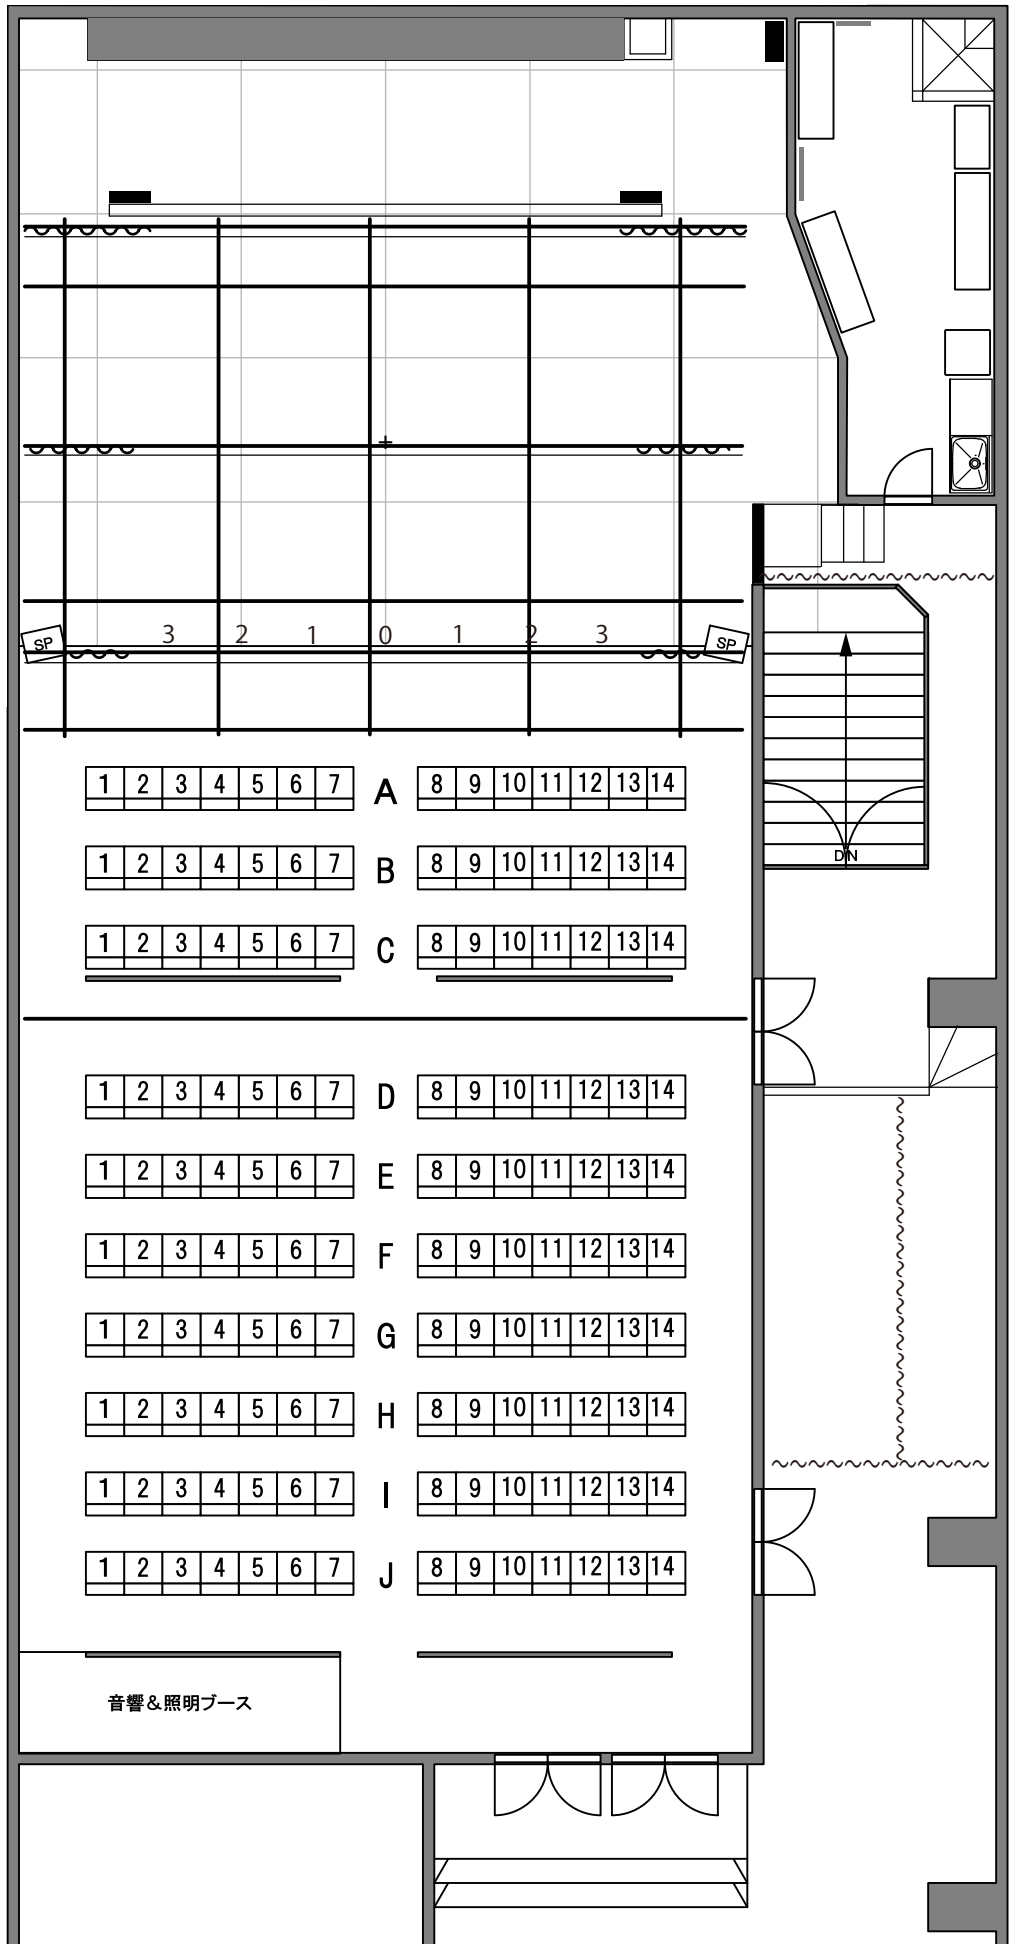 3 2 1 0 1 2 3
SP SP
1 2 3 4 5 6 7 A 8 9 10 11 12 13 14
DN
1 2 3 4 5 6 7 B 8 9 10 11 12 13 14
1 2 3 4 5 6 7 C 8 9 10 11 12 13 14
1 2 3 4 5 6 7 D 8 9 10 11 12 13 14
1 2 3 4 5 6 7 E 8 9 10 11 12 13 14
1 2 3 4 5 6 7 F 8 9 10 11 12 13 14
1 2 3 4 5 6 7 G 8 9 10 11 12 13 14
1 2 3 4 5 6 7 H 8 9 10 11 12 13 14
1 2 3 4 5 6 7 I 8 9 10 11 12 13 14
1 2 3 4 5 6 7 J 8 9 10 11 12 13 14
音響&照明ブース